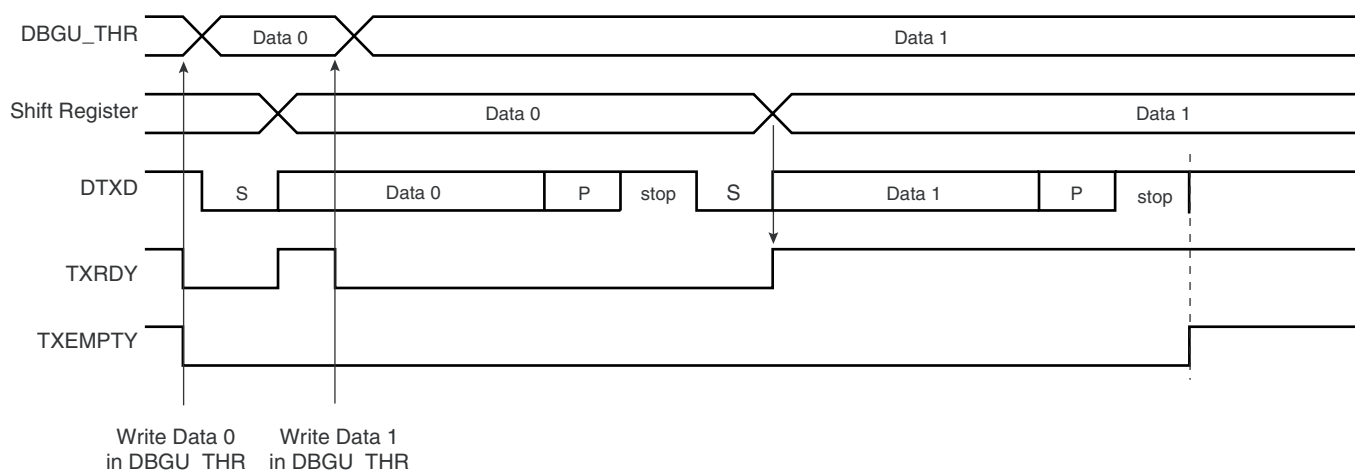 DBGU_THR
Data 0
Data 1
Shift Register
Data 0
Data 1
DTXD
S
Data 0
P
stop
S
Data 1
P
stop
TXRDY
TXEMPTY
Write Data 0
in DBGU_THR
Write Data 1
in DBGU_THR